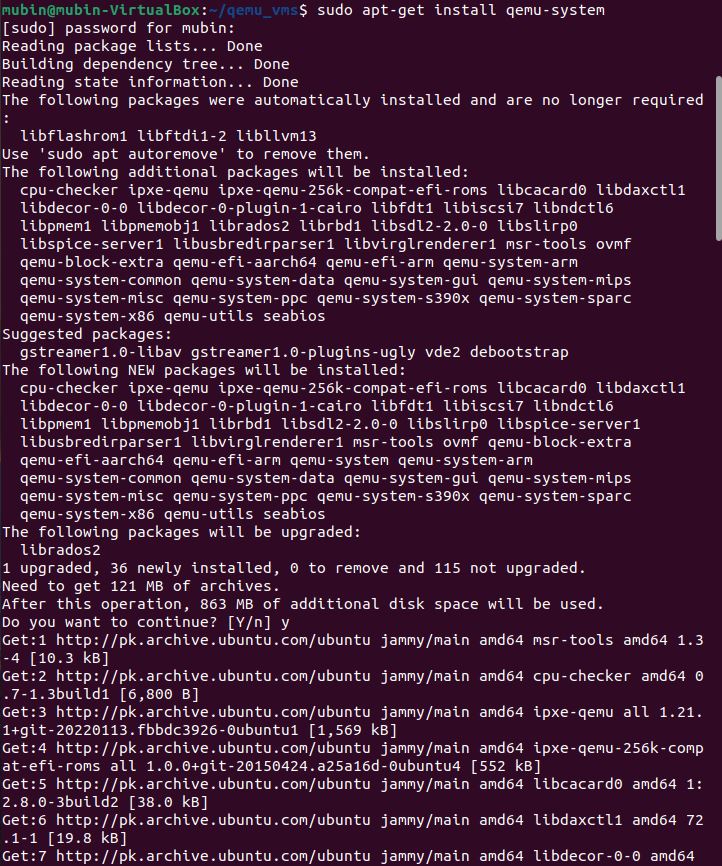 mubin@mubin-VirtualBox:~/qemu_vms$ sudo apt-get install qemu-system
[sudo] password for mubin:
Reading package lists... Done
Building dependency tree... Done
Reading state information... Done
The following packages were automatically installed and are no longer required
:
  libflashrom1 libftdi1-2 libllvm13
Use 'sudo apt autoremove' to remove them.
The following additional packages will be installed:
  cpu-checker ipxe-qemu ipxe-qemu-256k-compat-efi-roms libcacard0 libdaxctl1
  libdecor-0-0 libdecor-0-plugin-1-cairo libfdt1 libiscsi7 libndctl6
  libpmem1 libpmemobj1 librados2 librbd1 libsdl2-2.0-0 libslirp0
  libspice-server1 libusbredirparser1 libvirglrenderer1 msr-tools ovmf
  qemu-block-extra qemu-efi-aarch64 qemu-efi-arm qemu-system-arm
  qemu-system-common qemu-system-data qemu-system-gui qemu-system-mips
  qemu-system-misc qemu-system-ppc qemu-system-s390x qemu-system-sparc
  qemu-system-x86 qemu-utils seabios
Suggested packages:
  gstreamer1.0-libav gstreamer1.0-plugins-ugly vde2 debootstrap
The following NEW packages will be installed:
  cpu-checker ipxe-qemu ipxe-qemu-256k-compat-efi-roms libcacard0 libdaxctl1
  libdecor-0-0 libdecor-0-plugin-1-cairo libfdt1 libiscsi7 libndctl6
  libpmem1 libpmemobj1 librbd1 libsdl2-2.0-0 libslirp0 libspice-server1
  libusbredirparser1 libvirglrenderer1 msr-tools ovmf qemu-block-extra
  qemu-efi-aarch64 qemu-efi-arm qemu-system qemu-system-arm
  qemu-system-common qemu-system-data qemu-system-gui qemu-system-mips
  qemu-system-misc qemu-system-ppc qemu-system-s390x qemu-system-sparc
  qemu-system-x86 qemu-utils seabios
The following packages will be upgraded:
  librados2
1 upgraded, 36 newly installed, 0 to remove and 115 not upgraded.
Need to get 121 MB of archives.
After this operation, 863 MB of additional disk space will be used.
Do you want to continue? [Y/n] y
Get:1 http://pk.archive.ubuntu.com/ubuntu jammy/main amd64 msr-tools amd64 1.3
-4 [10.3 kB]
Get:2 http://pk.archive.ubuntu.com/ubuntu jammy/main amd64 cpu-checker amd64 0
.7-1.3build1 [6,800 B]
Get:3 http://pk.archive.ubuntu.com/ubuntu jammy/main amd64 ipxe-qemu all 1.21.
1+git-20220113.fbbdc3926-0ubuntu1 [1,569 kB]
Get:4 http://pk.archive.ubuntu.com/ubuntu jammy/main amd64 ipxe-qemu-256k-comp
at-efi-roms all 1.0.0+git-20150424.a25a16d-0ubuntu4 [552 kB]
Get:5 http://pk.archive.ubuntu.com/ubuntu jammy/main amd64 libcacard0 amd64 1:
2.8.0-3build2 [38.0 kB]
Get:6 http://pk.archive.ubuntu.com/ubuntu jammy/main amd64 libdaxctl1 amd64 72
.1-1 [19.8 kB]
Get:7 http://pk.archive.ubuntu.com/ubuntu jammy/main amd64 libdecor-0-0 amd64